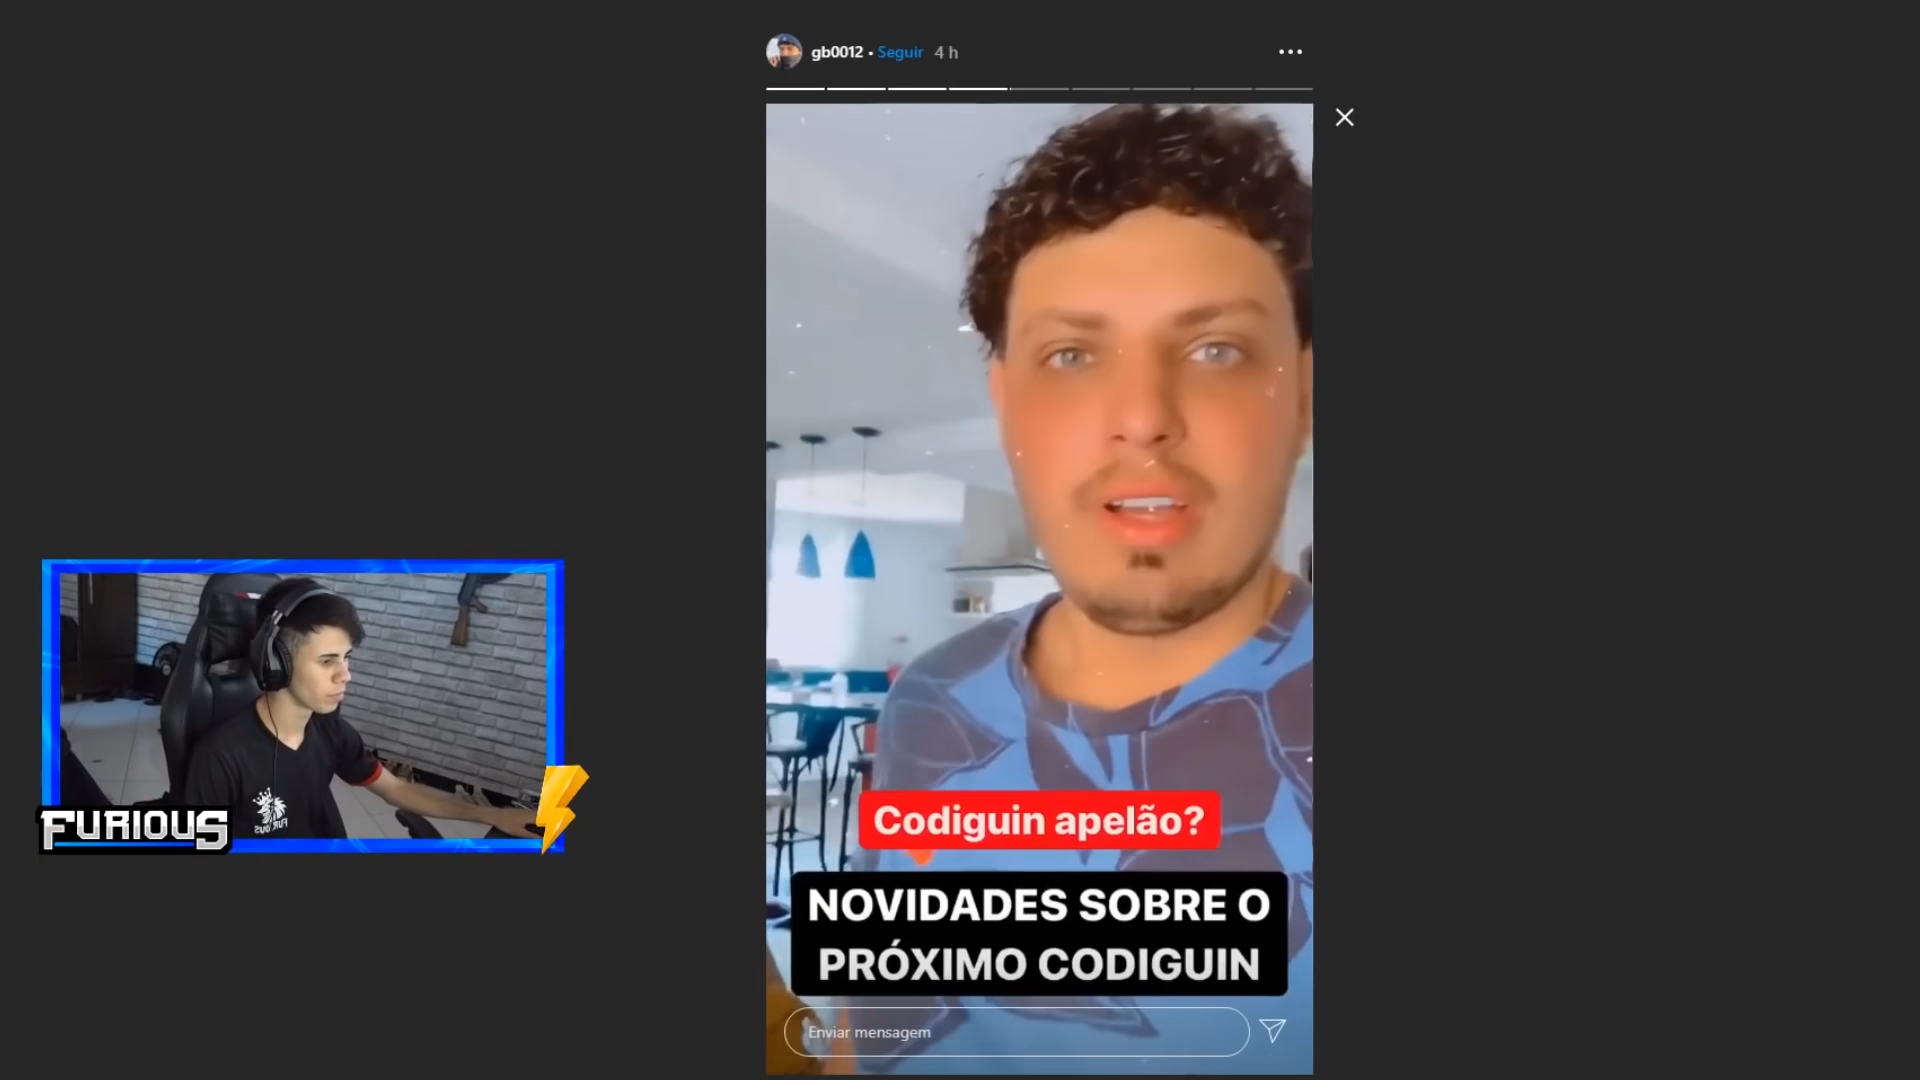 gb0012 • Seguir 4 h
Codiguin apelão?
NOVIDADES SOBRE O
PRÓXIMO CODIGUIN
Enviar mensagem
FURIOUS